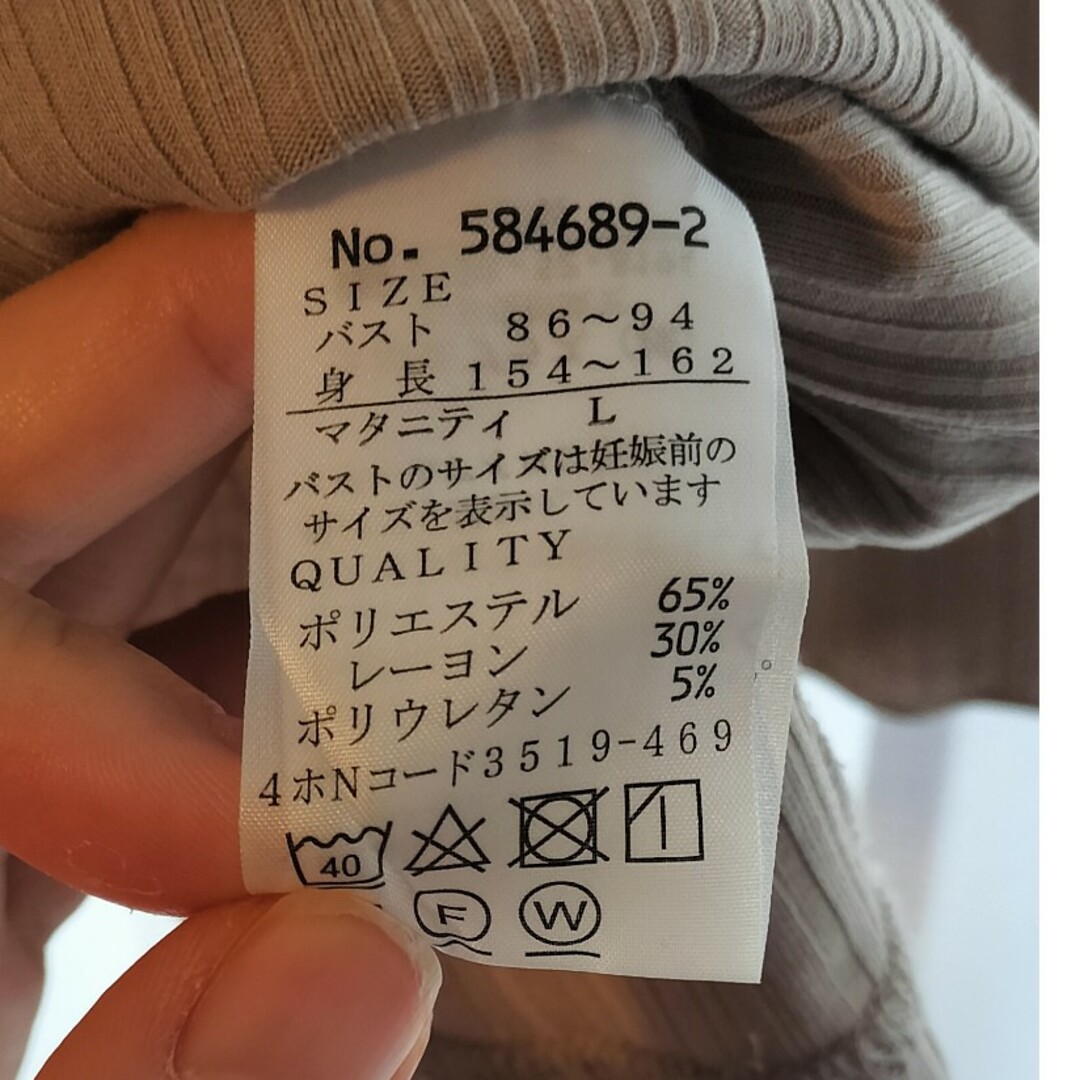 No. 584689-2
ＳＩＺＥ
バスト　８６～９４
身　長 １５４～１６２
マタニティ　Ｌ
バストのサイズは妊娠前の
サイズを表示しています
ＱＵＡＬＩＴＹ
ポリエステル 65%
レーヨン 30%
ポリウレタン 5%
４ホNコード３５１９-４６９
40
F W